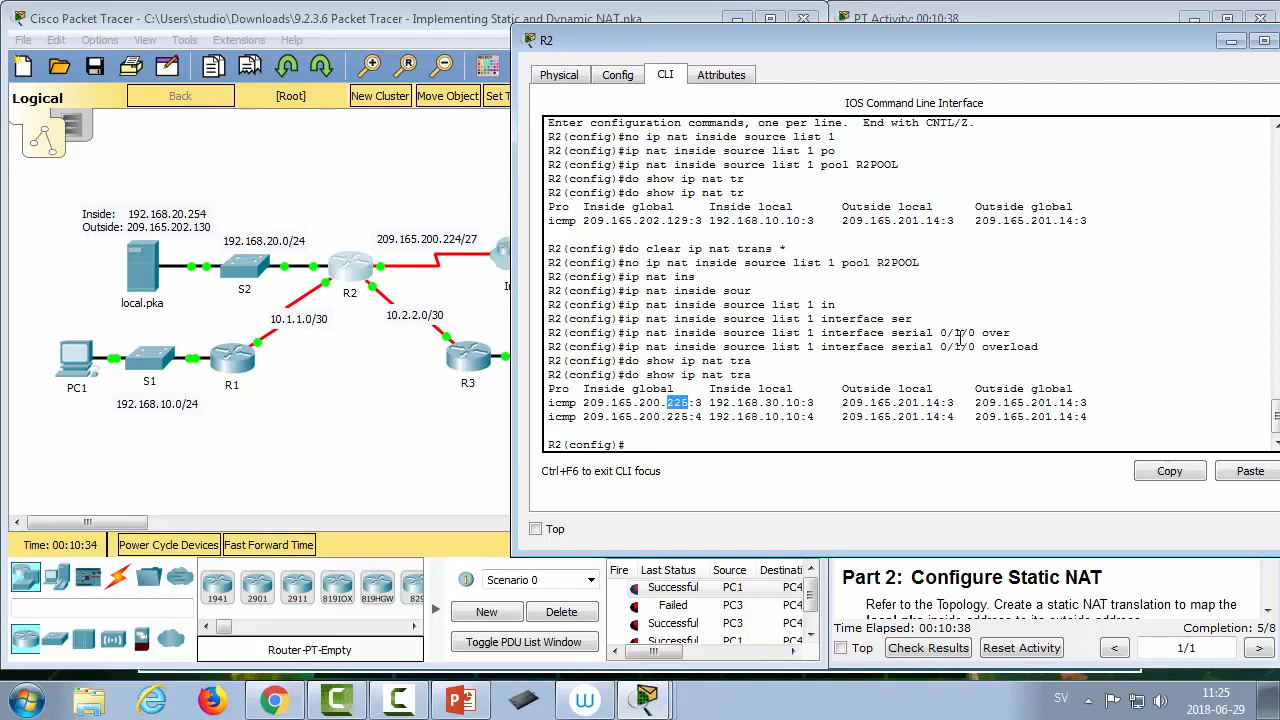 Cisco Packet Tracer - C:\Users\studio\Downloads\9.2.3.6 Packet Tracer - Implementing Static and Dynamic NAT.pka
PT Activity: 00:10:38
File Edit Options View Tools Extensions Help
Logical
Back
[Root]
New Cluster
Move Object
Set T
Inside: 192.168.20.254
Outside: 209.165.202.130
192.168.20.0/24
209.165.200.224/27
local.pka
S2
R2
In
10.1.1.0/30
10.2.2.0/30
PC1
S1
R1
R3
192.168.10.0/24
R2
Physical
Config
CLI
Attributes
IOS Command Line Interface
Enter configuration commands, one per line. End with CNTL/Z.
R2(config)#no ip nat inside source list 1
R2(config)#ip nat inside source list 1 po
R2(config)#ip nat inside source list 1 pool R2POOL
R2(config)#do show ip nat tr
R2(config)#do show ip nat tr
Pro Inside global Inside local Outside local Outside global
icmp 209.165.202.129:3 192.168.10.10:3 209.165.201.14:3 209.165.201.14:3
R2(config)#do clear ip nat trans *
R2(config)#no ip nat inside source list 1 pool R2POOL
R2(config)#ip nat ins
R2(config)#ip nat inside sour
R2(config)#ip nat inside source list 1 in
R2(config)#ip nat inside source list 1 interface ser
R2(config)#ip nat inside source list 1 interface serial 0/1/0 over
R2(config)#ip nat inside source list 1 interface serial 0/1/0 overload
R2(config)#do show ip nat tra
Pro Inside global Inside local Outside local Outside global
icmp 209.165.200.225:3 192.168.30.10:3 209.165.201.14:3 209.165.201.14:3
icmp 209.165.200.225:4 192.168.10.10:4 209.165.201.14:4 209.165.201.14:4
R2(config)#
Ctrl+F6 to exit CLI focus
Copy
Paste
Top
Time: 00:10:34
Power Cycle Devices
Fast Forward Time
1941
2901
2911
819IOX
819HGW
829
Router-PT-Empty
Scenario 0
New
Delete
Toggle PDU List Window
Fire Last Status Source Destinati
Successful PC1 PC4
Failed PC3 PC4
Successful PC3 PC4
Successful PC1 PC4
Part 2: Configure Static NAT
Refer to the Topology. Create a static NAT translation to map the
Time Elapsed: 00:10:38
Completion: 5/8
Top
Check Results
Reset Activity
<
1/1
>
SV
11:25
2018-06-29